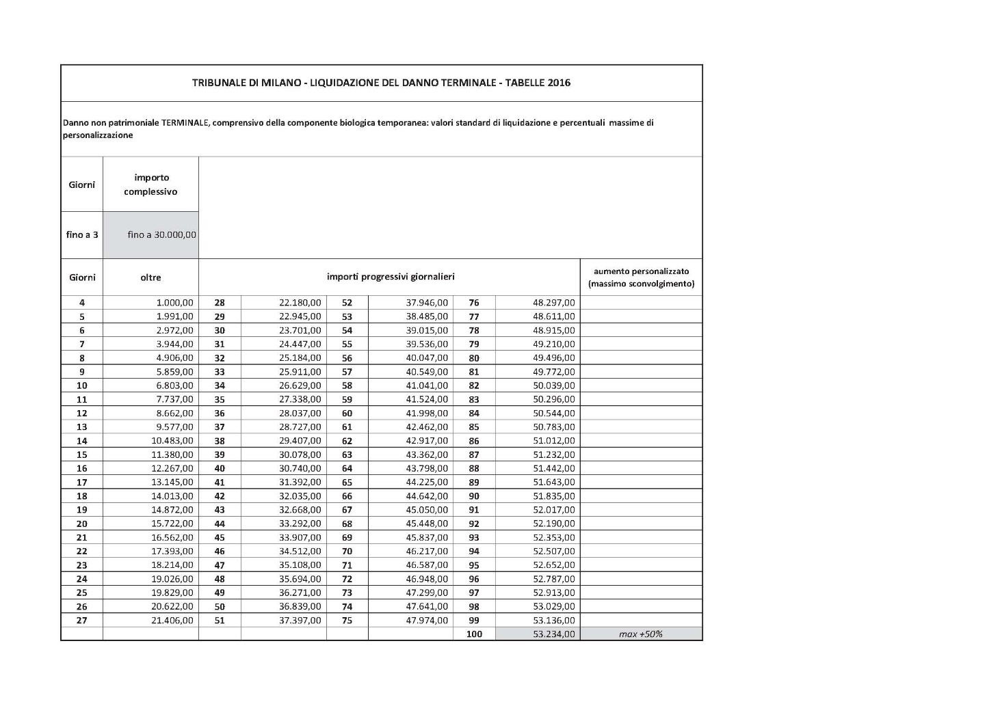 TRIBUNALE DI MILANO - LIQUIDAZIONE DEL DANNO TERMINALE - TABELLE 2016
Danno non patrimoniale TERMINALE, comprensivo della componente biologica temporanea: valori standard di liquidazione e percentuali massime di
personalizzazione
Giorni importo
complessivo
fino a 3 fino a 30.000,00
Giorni oltre importi progressivi giornalieri aumento personalizzato
(massimo sconvolgimento)
4 1.000,00 28 22.180,00 52 37.946,00 76 48.297,00
5 1.991,00 29 22.945,00 53 38.485,00 77 48.611,00
6 2.972,00 30 23.701,00 54 39.015,00 78 48.915,00
7 3.944,00 31 24.447,00 55 39.536,00 79 49.210,00
8 4.906,00 32 25.184,00 56 40.047,00 80 49.496,00
9 5.859,00 33 25.911,00 57 40.549,00 81 49.772,00
10 6.803,00 34 26.629,00 58 41.041,00 82 50.039,00
11 7.737,00 35 27.338,00 59 41.524,00 83 50.296,00
12 8.662,00 36 28.037,00 60 41.998,00 84 50.544,00
13 9.577,00 37 28.727,00 61 42.462,00 85 50.783,00
14 10.483,00 38 29.407,00 62 42.917,00 86 51.012,00
15 11.380,00 39 30.078,00 63 43.362,00 87 51.232,00
16 12.267,00 40 30.740,00 64 43.798,00 88 51.442,00
17 13.145,00 41 31.392,00 65 44.225,00 89 51.643,00
18 14.013,00 42 32.035,00 66 44.642,00 90 51.835,00
19 14.872,00 43 32.668,00 67 45.050,00 91 52.017,00
20 15.722,00 44 33.292,00 68 45.448,00 92 52.190,00
21 16.562,00 45 33.907,00 69 45.837,00 93 52.353,00
22 17.393,00 46 34.512,00 70 46.217,00 94 52.507,00
23 18.214,00 47 35.108,00 71 46.587,00 95 52.652,00
24 19.026,00 48 35.694,00 72 46.948,00 96 52.787,00
25 19.829,00 49 36.271,00 73 47.299,00 97 52.913,00
26 20.622,00 50 36.839,00 74 47.641,00 98 53.029,00
27 21.406,00 51 37.397,00 75 47.974,00 99 53.136,00
100 53.234,00 max +50%